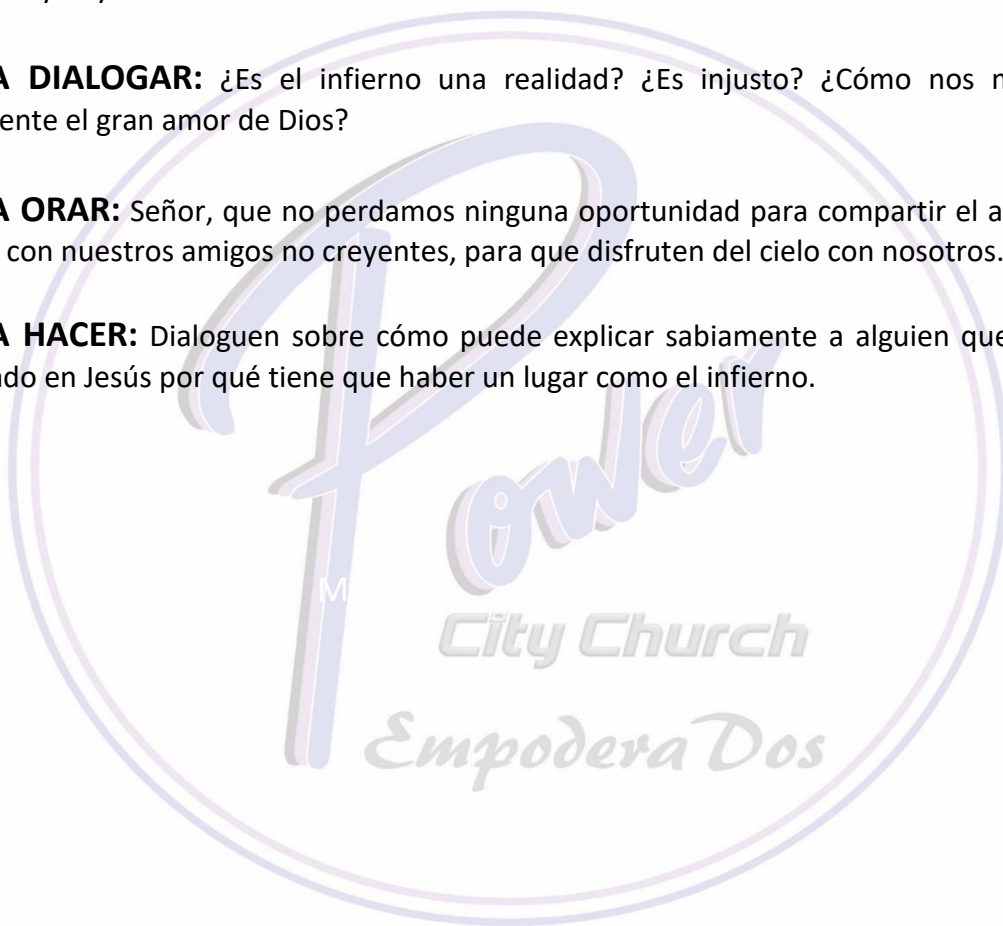 A DIALOGAR: ¿Es el infierno una realidad? ¿Es injusto? ¿Cómo nos
ente el gran amor de Dios?
A ORAR: Señor, que no perdamos ninguna oportunidad para compartir el a
con nuestros amigos no creyentes, para que disfruten del cielo con nosotros.
A HACER: Dialoguen sobre cómo puede explicar sabiamente a alguien que
do en Jesús por qué tiene que haber un lugar como el infierno.
Power
M
City Church
EmpoderaDos